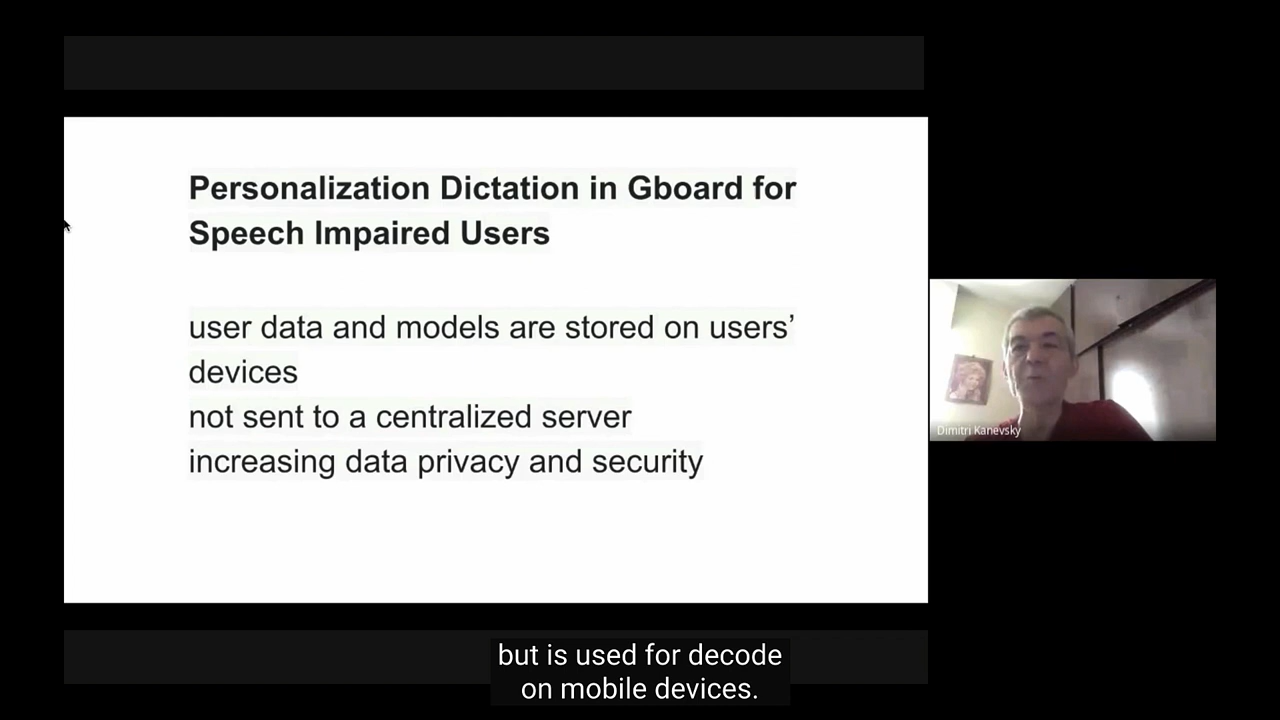 Personalization Dictation in Gboard for
Speech Impaired Users
user data and models are stored on users’
devices
not sent to a centralized server
increasing data privacy and security
Dimitri Kanevsky
but is used for decode
on mobile devices.